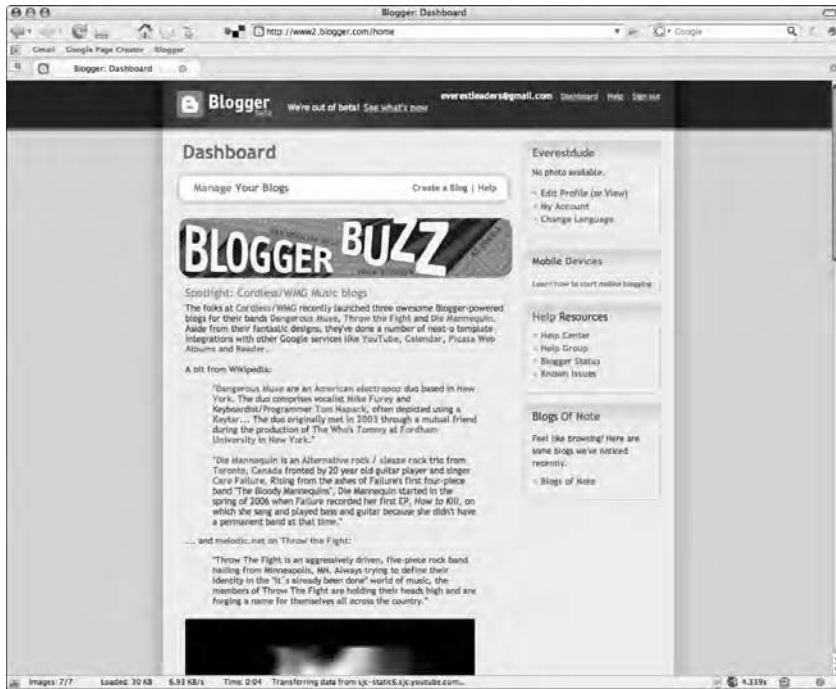 Blogger: Dashboard
http://www2.blogger.com/home
Google
Gmail Google Page Creator Blogger
Blogger: Dashboard
everestleaders@gmail.com Dashboard Help Sign out
Blogger
beta
We're out of beta! See what's new
Dashboard
Manage Your Blogs
Create a Blog | Help
BLOGGER BUZZ
Spotlight: Cordless/WMG Music blogs
The folks at Cordless/WMG recently launched three awesome Blogger-powered
blogs for their bands Dangerous Muse, Throw the Fight and Die Mannequin.
Aside from their fantastic designs, they've done a number of neat-o template
integrations with other Google services like YouTube, Calendar, Picasa Web
Albums and Reader..
A bit from Wikipedia:
"Dangerous Muse are an American electropop duo based in New
York. The duo comprises vocalist Mike Furey and
Keyboardist/Programmer Tom Napack, often depicted using a
Keytar... The duo originally met in 2003 through a mutual friend
during the production of The Who's Tommy at Fordham
University in New York."
"Die Mannequin is an Alternative rock / sleaze rock trio from
Toronto, Canada fronted by 20 year old guitar player and singer
Care Failure, Rising from the ashes of Failure's first four-piece
band "The Bloody Mannequins", Die Mannequin started in the
spring of 2006 when Failure recorded her first EP, How to Kill, on
which she sang and played bass and guitar because she didn't have
a permanent band at that time."
... and melodic.net on Throw the Fight:
"Throw The Fight is an aggressively driven, five-piece rock band
hailing from Minneapolis, MN. Always trying to define their
identity in the "it´s already been done" world of music, the
members of Throw The Fight are holding their heads high and are
forging a name for themselves all across the country."
Everestdude
No photo available.
Edit Profile (or View)
My Account
Change Language
Mobile Devices
Learn how to start mobile blogging
Help Resources
Help Center
Help Group
Blogger Status
Known Issues
Blogs Of Note
Feel like browsing? Here are
some blogs we've noticed
recently.
Blogs of Note
Images: 7/7 Loaded: 30 KB 6.93 KB/s Time: 0:04 Transferring data from sjc-static6.sjc.youtube.com...
4.339s